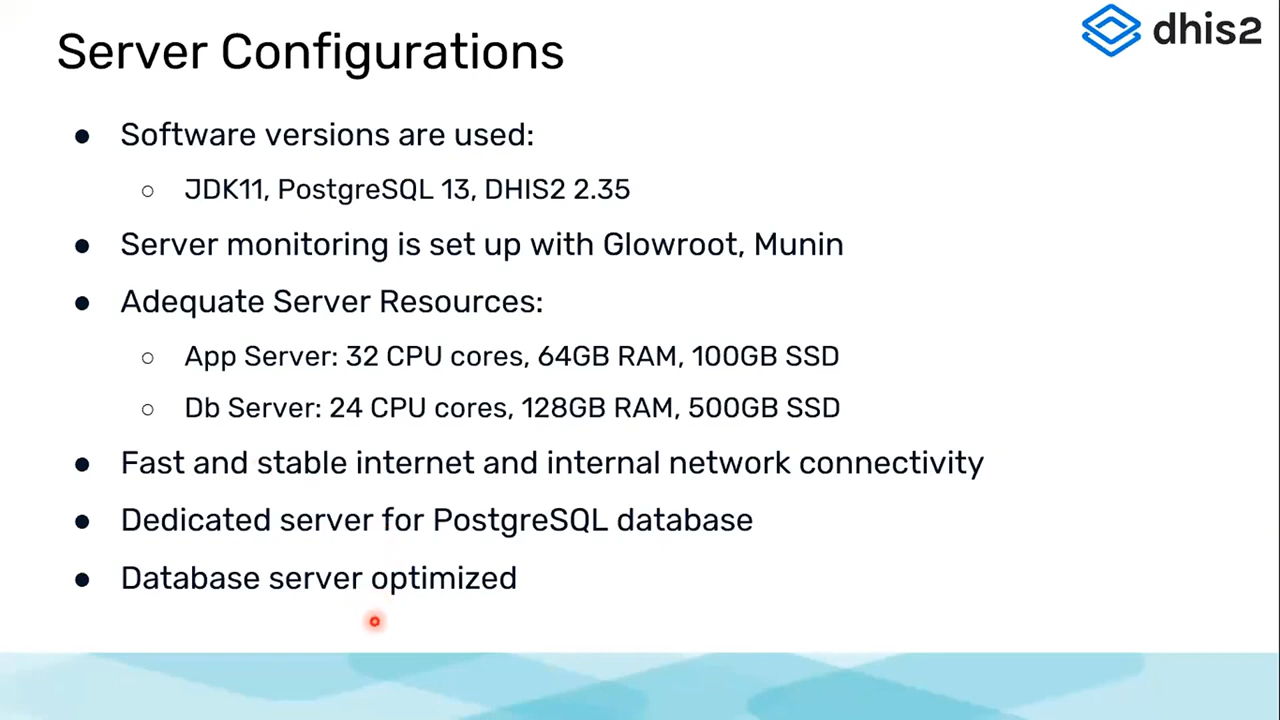 dhis2
Server Configurations
● Software versions are used:
○ JDK11, PostgreSQL 13, DHIS2 2.35
● Server monitoring is set up with Glowroot, Munin
● Adequate Server Resources:
○ App Server: 32 CPU cores, 64GB RAM, 100GB SSD
○ Db Server: 24 CPU cores, 128GB RAM, 500GB SSD
● Fast and stable internet and internal network connectivity
● Dedicated server for PostgreSQL database
● Database server optimized